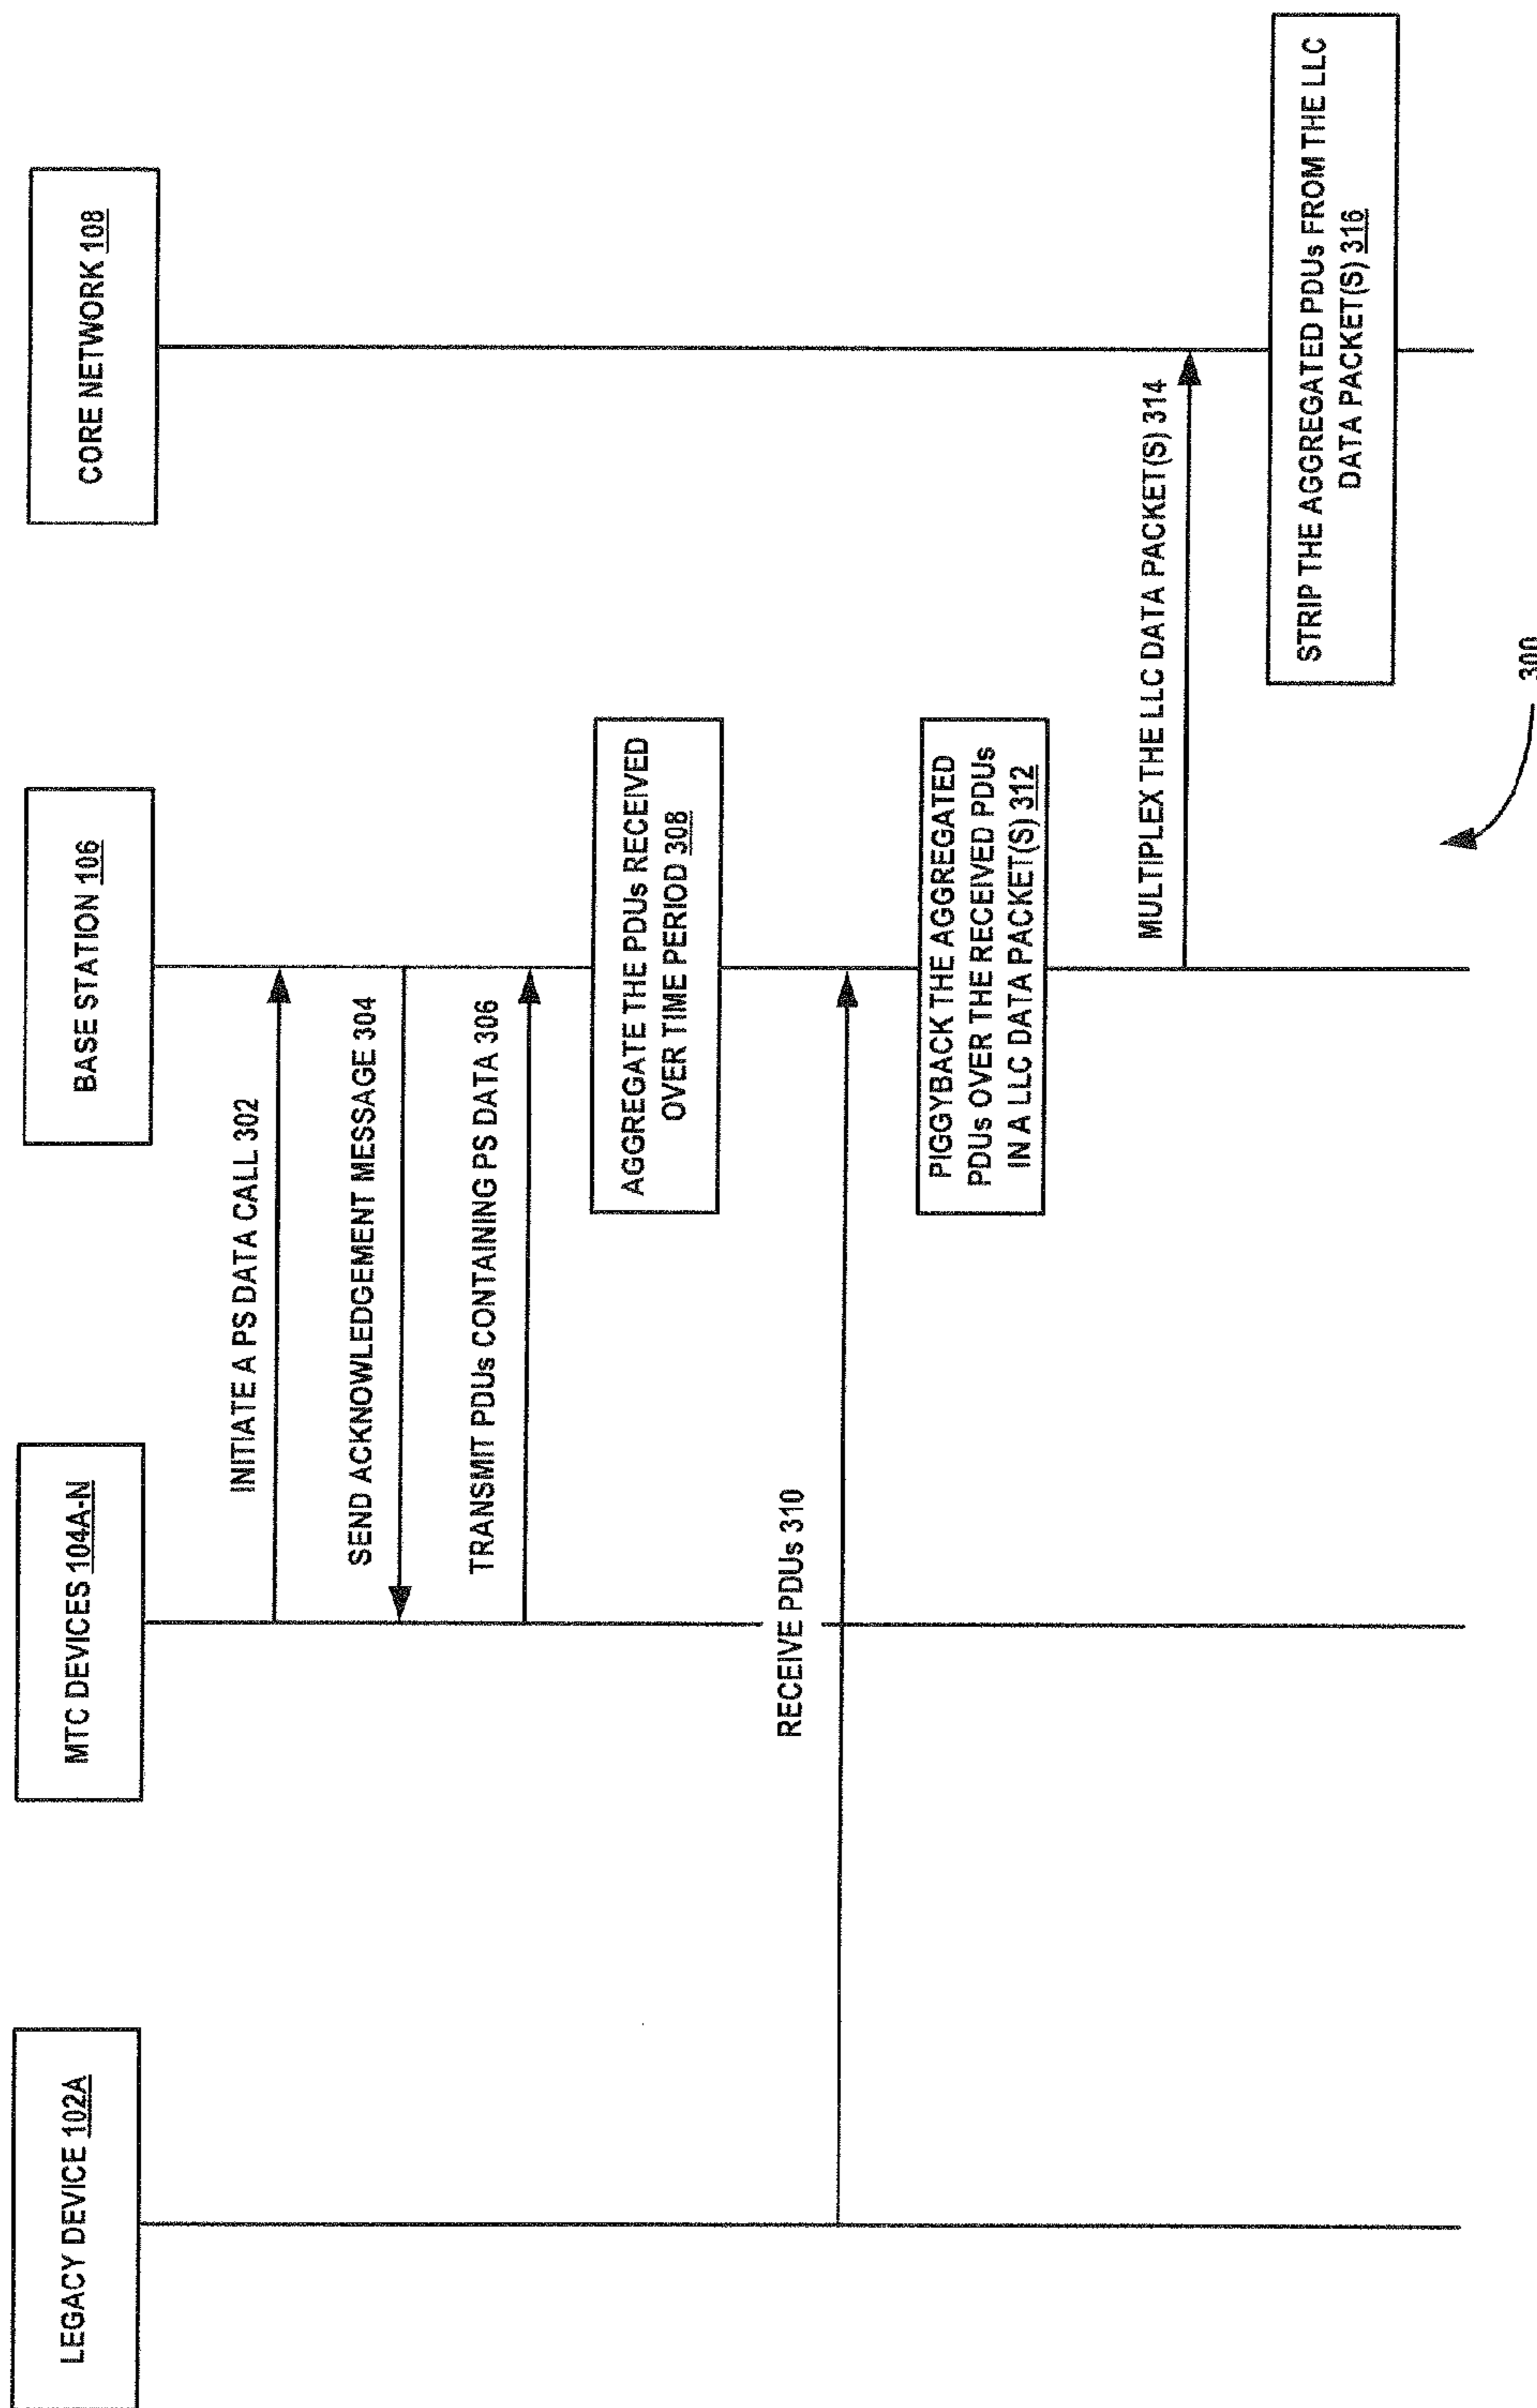 LEGACY DEVICE 102A
MTC DEVICES 104A-N
BASE STATION 106
CORE NETWORK 108
INITIATE A PS DATA CALL 302
SEND ACKNOWLEDGEMENT MESSAGE 304
TRANSMIT PDUs CONTAINING PS DATA 306
AGGREGATE THE PDUs RECEIVED
OVER TIME PERIOD 308
RECEIVE PDUs 310
PIGGYBACK THE AGGREGATED
PDUs OVER THE RECEIVED PDUs
IN A LLC DATA PACKET(S) 312
MULTIPLEX THE LLC DATA PACKET(S) 314
STRIP THE AGGREGATED PDUs FROM THE LLC
DATA PACKET(S) 316
300